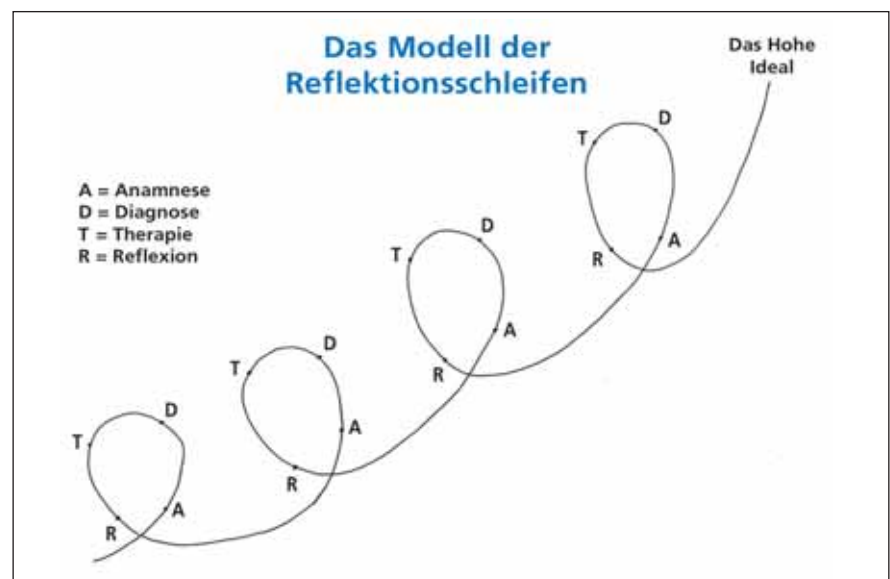 Das Modell der
Reflektionsschleifen
Das Hohe
Ideal
A = Anamnese
D = Diagnose
T = Therapie
R = Reflexion
T
D
R
A
T
D
R
A
T
D
R
A
T
D
R
A